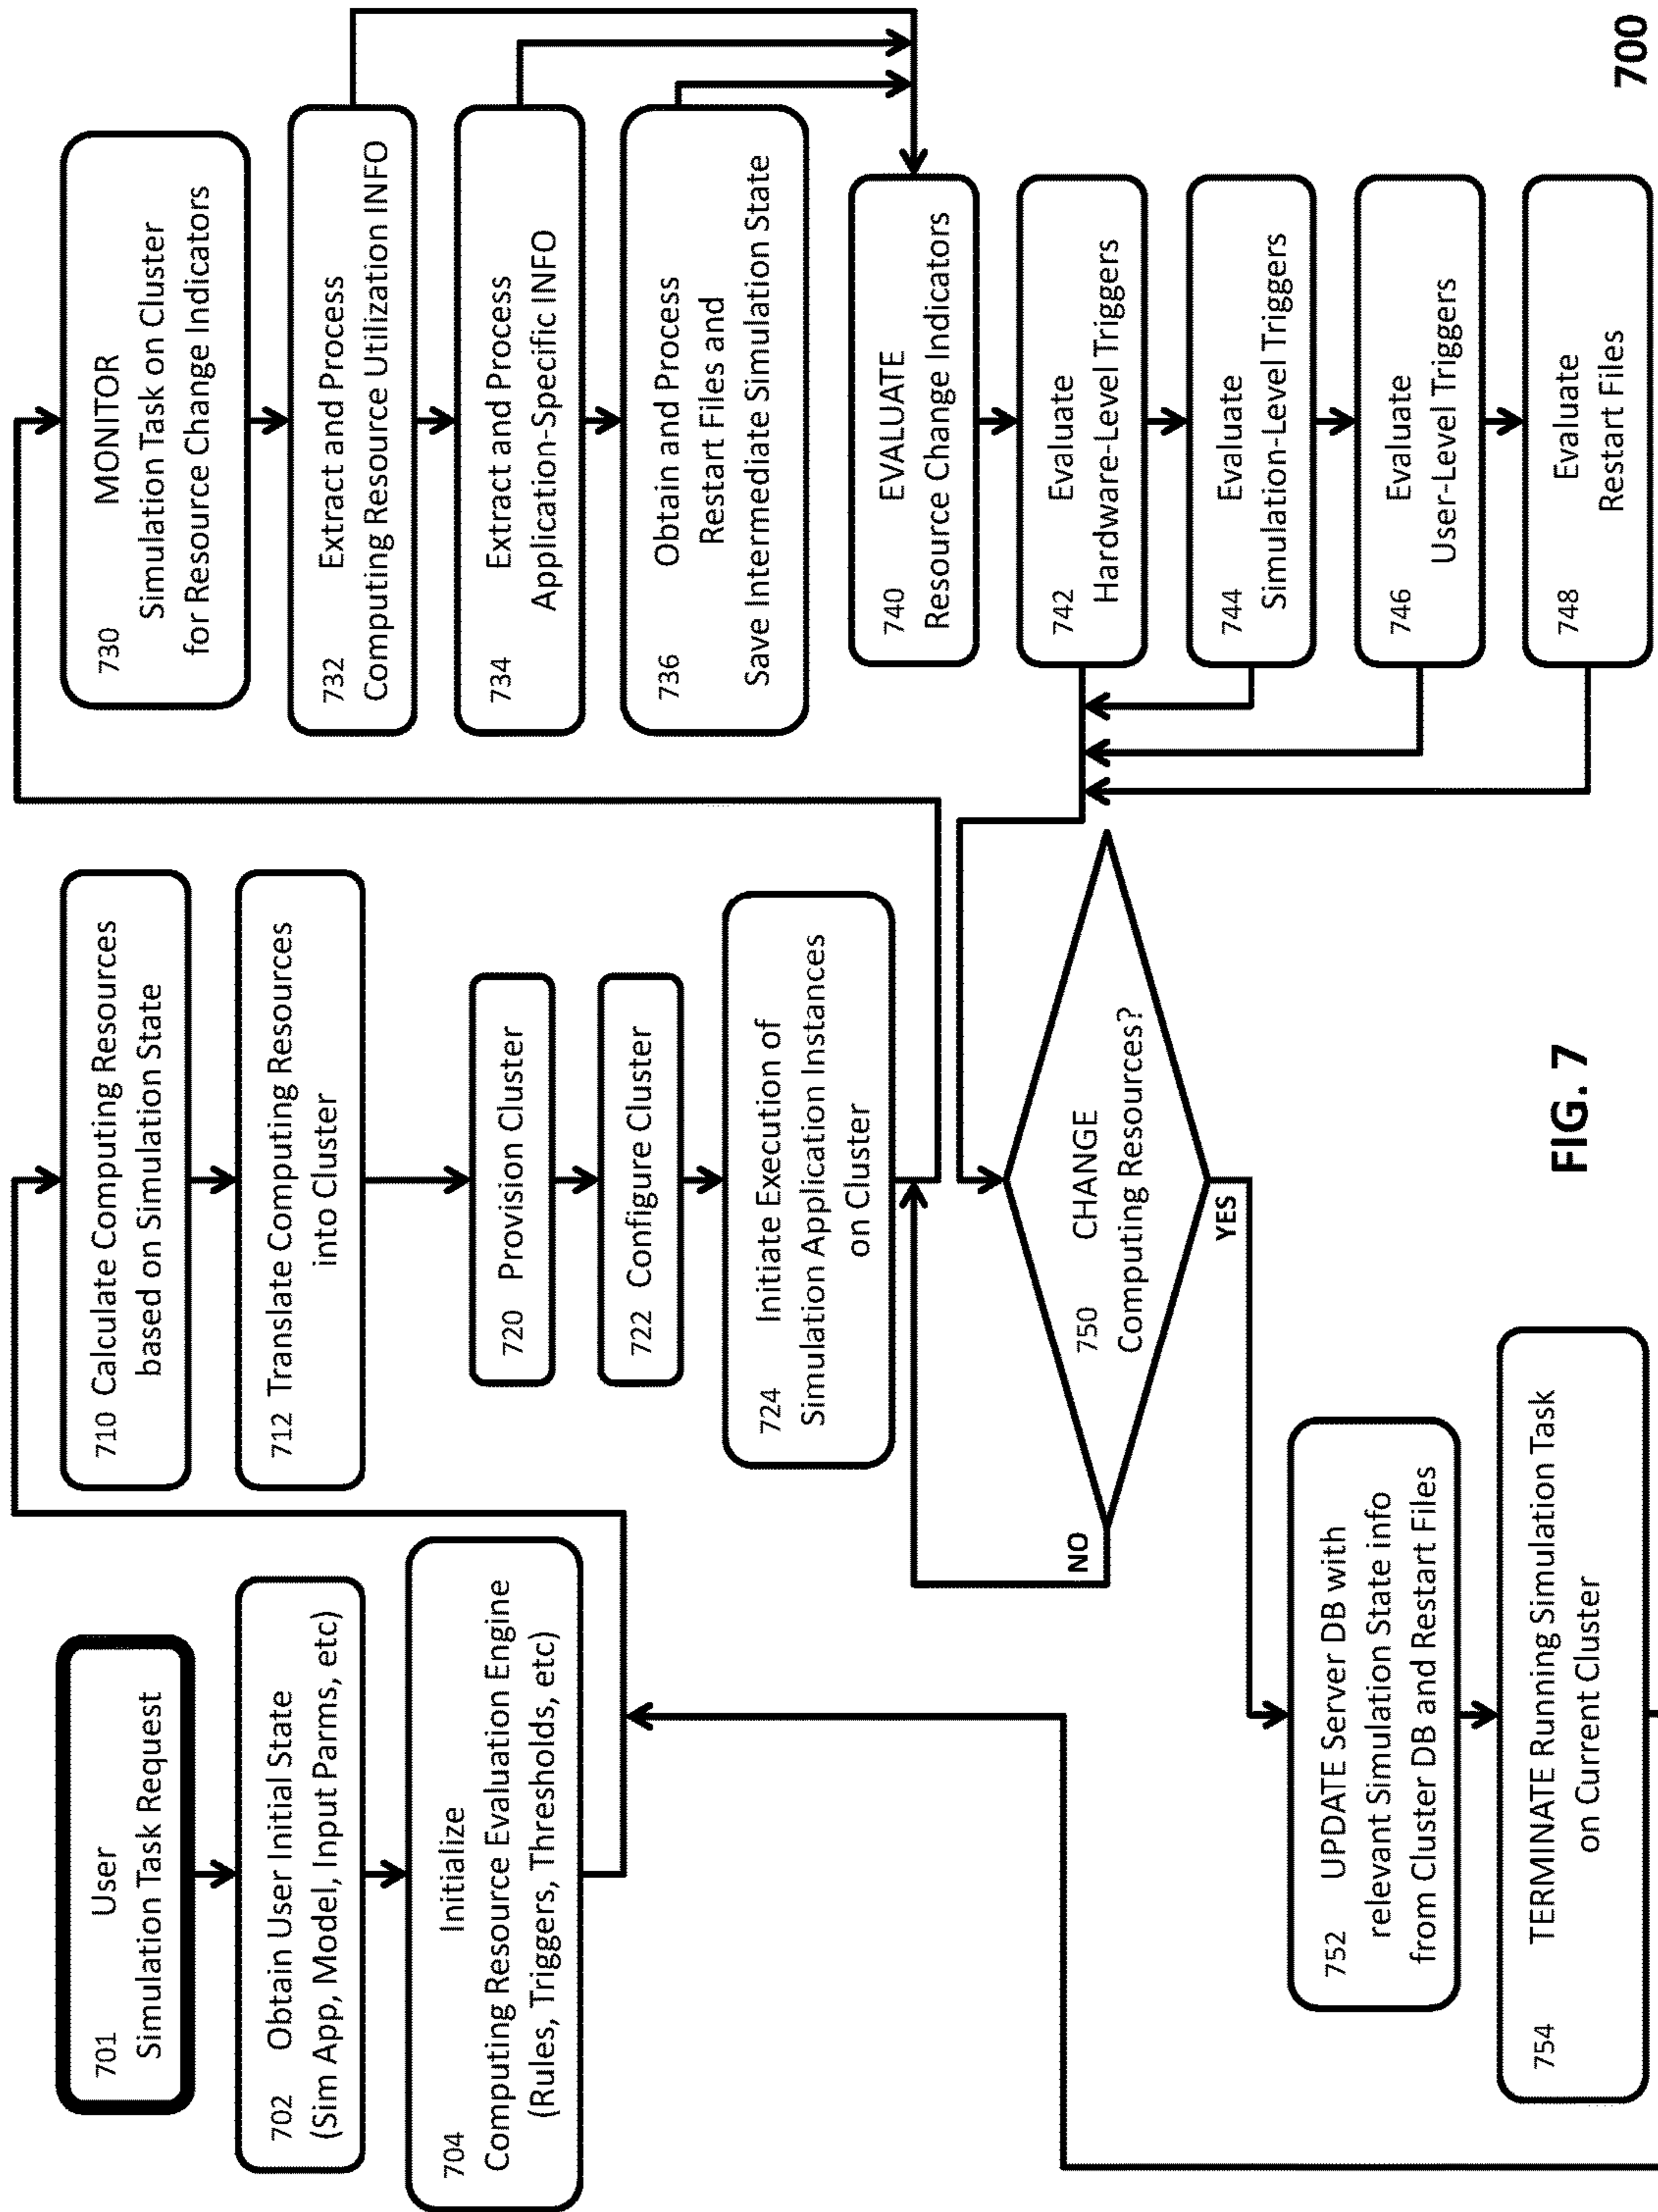 701 User
Simulation Task Request
702 Obtain User Initial State
(Sim App, Model, Input Parms, etc)
704 Initialize
Computing Resource Evaluation Engine
(Rules, Triggers, Thresholds, etc)
710 Calculate Computing Resources
based on Simulation State
712 Translate Computing Resources
into Cluster
720 Provision Cluster
722 Configure Cluster
724 Initiate Execution of
Simulation Application Instances
on Cluster
730 MONITOR
Simulation Task on Cluster
for Resource Change Indicators
732 Extract and Process
Computing Resource Utilization INFO
734 Extract and Process
Application-Specific INFO
736 Obtain and Process
Restart Files and
Save Intermediate Simulation State
740 EVALUATE
Resource Change Indicators
742 Evaluate
Hardware-Level Triggers
744 Evaluate
Simulation-Level Triggers
746 Evaluate
User-Level Triggers
748 Evaluate
Restart Files
750 CHANGE
Computing Resources?
NO
YES
752 UPDATE Server DB with
relevant Simulation State info
from Cluster DB and Restart Files
754 TERMINATE Running Simulation Task
on Current Cluster
FIG. 7
700